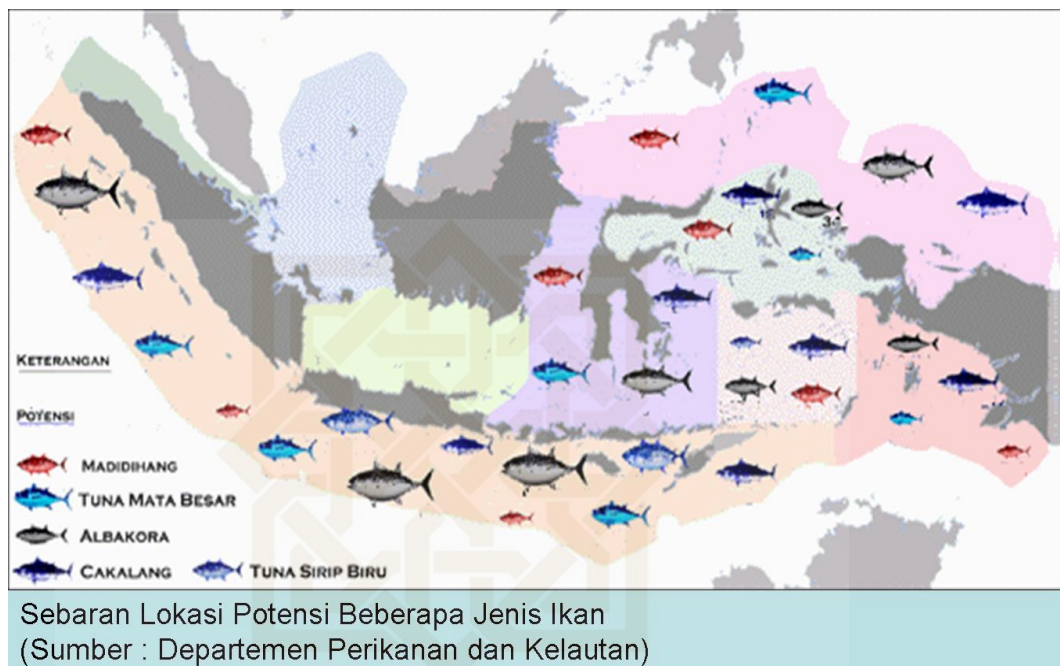 KETERANGAN
POTENSI
MADIDIHANG
TUNA MATA BESAR
ALBAKORA
CAKALANG
TUNA SIRIP BIRU
Sebaran Lokasi Potensi Beberapa Jenis Ikan
(Sumber : Departemen Perikanan dan Kelautan)